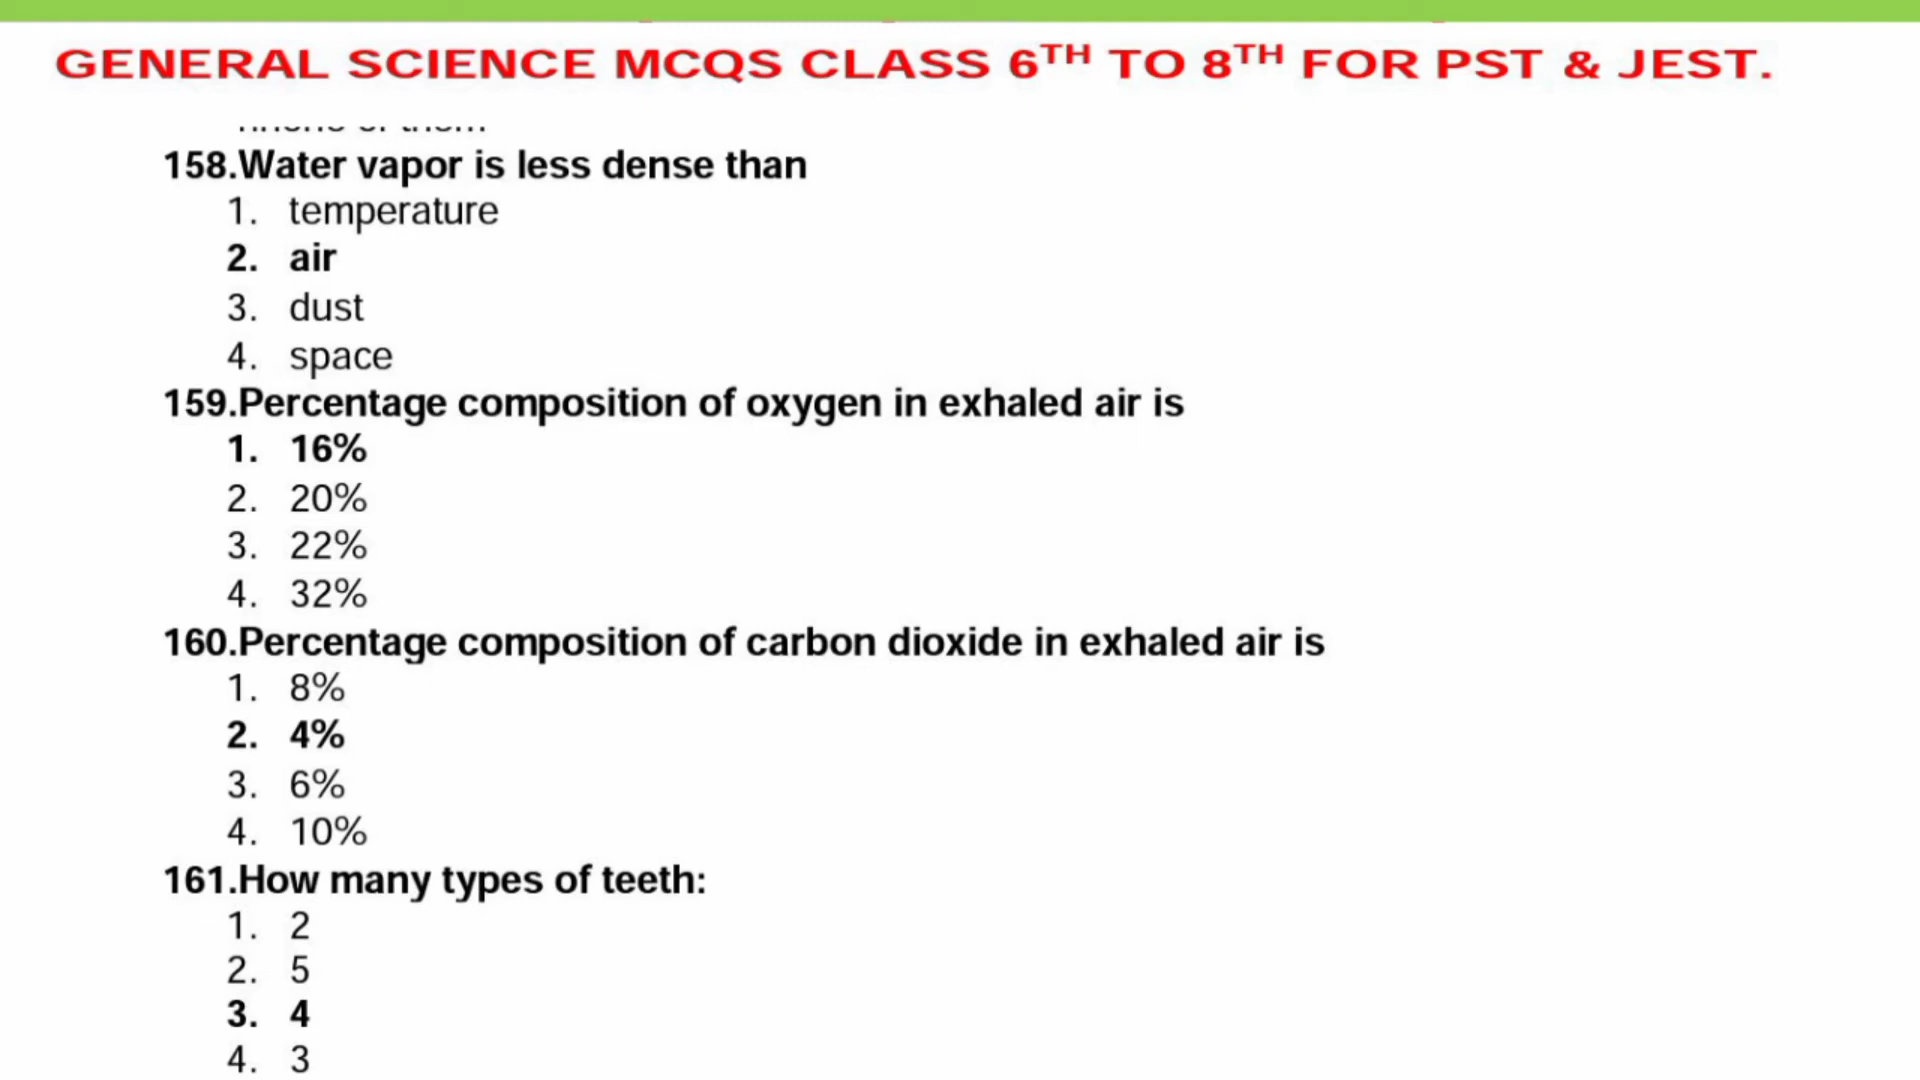 GENERAL SCIENCE MCQS CLASS 6TH TO 8TH FOR PST & JEST.
158.Water vapor is less dense than
1. temperature
2. air
3. dust
4. space
159.Percentage composition of oxygen in exhaled air is
1. 16%
2. 20%
3. 22%
4. 32%
160.Percentage composition of carbon dioxide in exhaled air is
1. 8%
2. 4%
3. 6%
4. 10%
161.How many types of teeth:
1. 2
2. 5
3. 4
4. 3